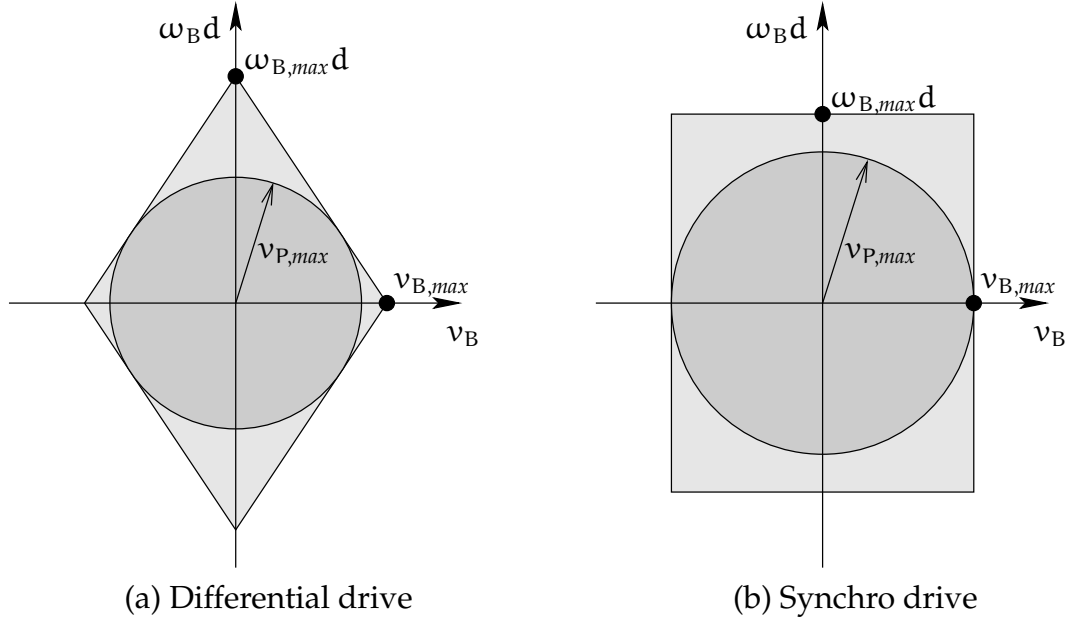 ω_B d
ω_B,max d
v_P,max
v_B,max
v_B
(a) Differential drive
ω_B d
ω_B,max d
v_P,max
v_B,max
v_B
(b) Synchro drive